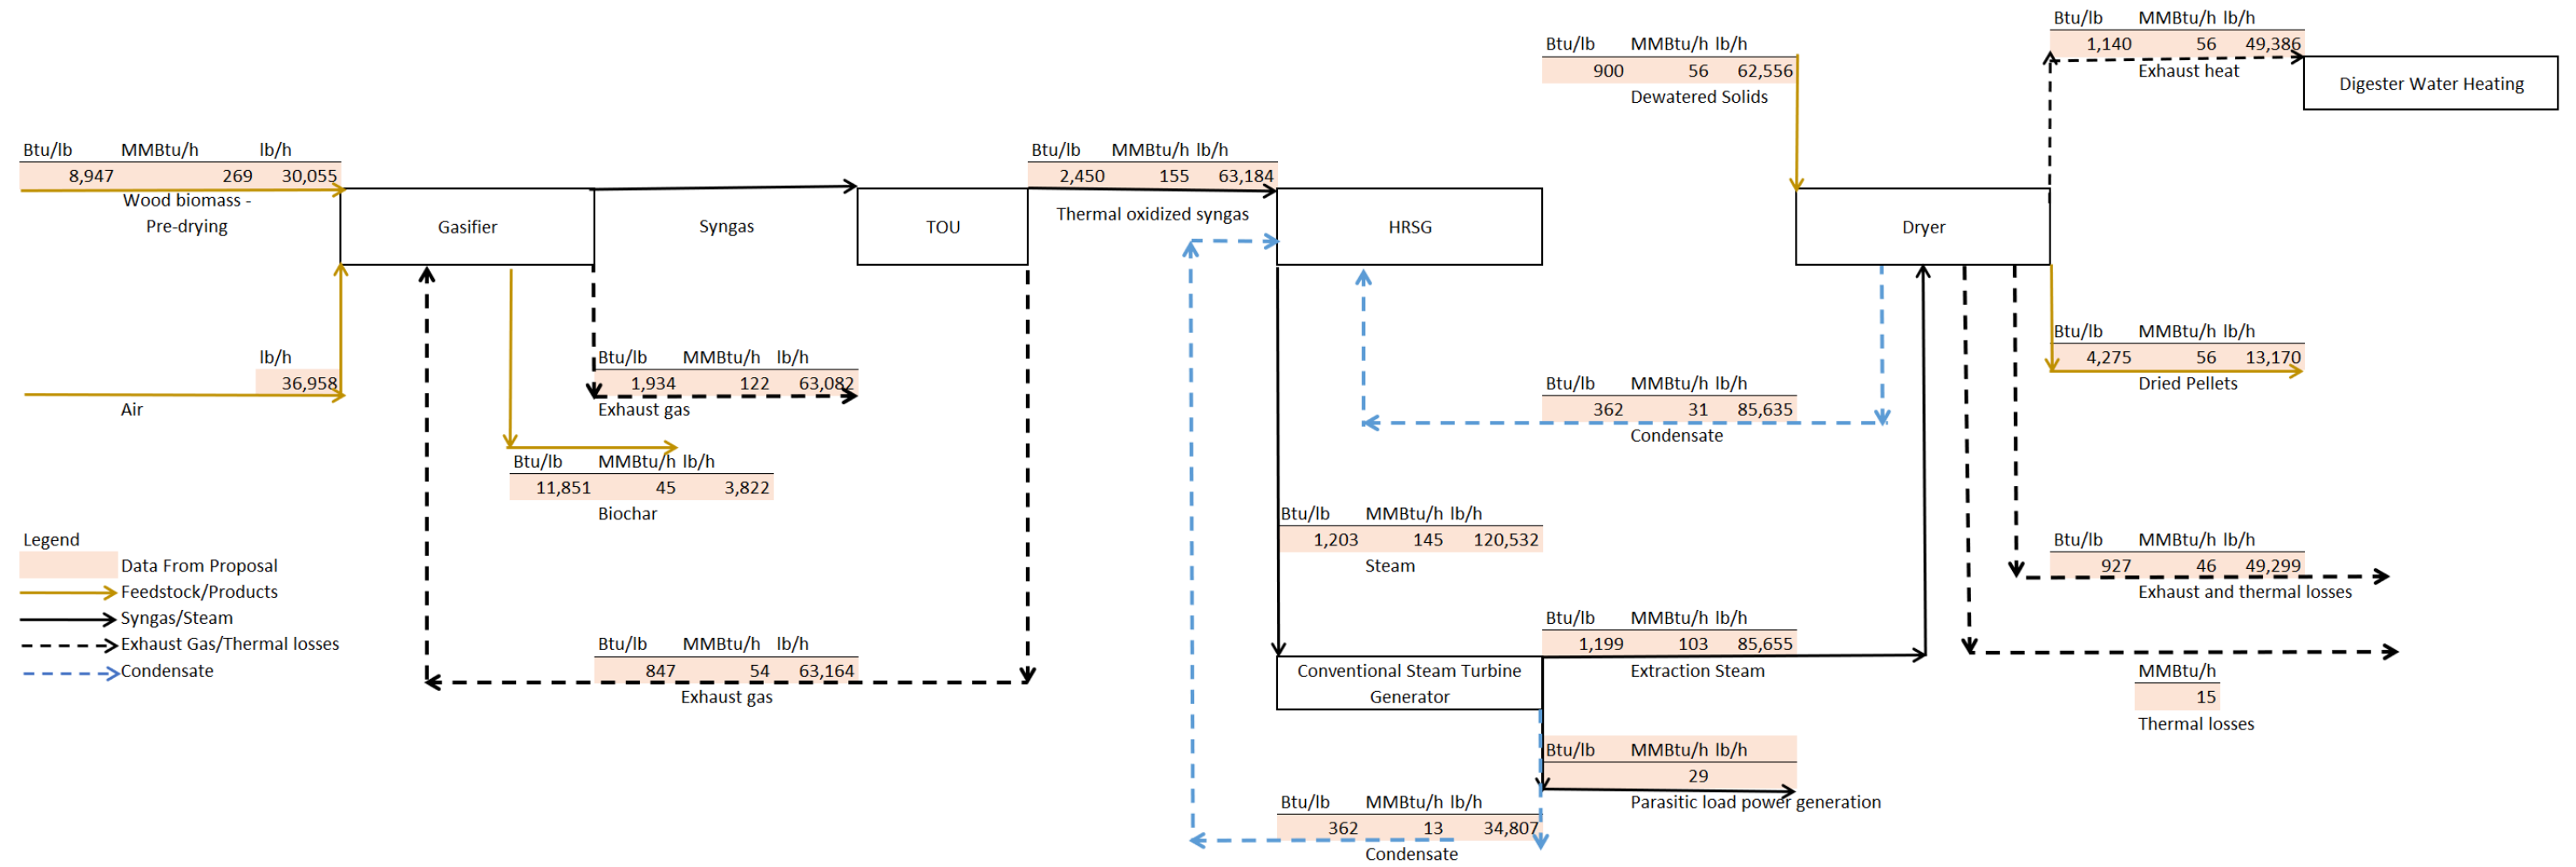 Btu/lb MMBtu/h lb/h
1,140 56 49,386
Exhaust heat
Digester Water Heating
Btu/lb MMBtu/h lb/h
900 56 62,556
Dewatered Solids
Btu/lb MMBtu/h lb/h
8,947 269 30,055
Wood biomass -
Pre-drying
Gasifier
Syngas
TOU
Btu/lb MMBtu/h lb/h
2,450 155 63,184
Thermal oxidized syngas
HRSG
Dryer
lb/h
36,958
Air
Btu/lb MMBtu/h lb/h
1,934 122 63,082
Exhaust gas
Btu/lb MMBtu/h lb/h
11,851 45 3,822
Biochar
Btu/lb MMBtu/h lb/h
362 31 85,635
Condensate
Btu/lb MMBtu/h lb/h
4,275 56 13,170
Dried Pellets
Btu/lb MMBtu/h lb/h
1,203 145 120,532
Steam
Btu/lb MMBtu/h lb/h
927 46 49,299
Exhaust and thermal losses
Legend
Data From Proposal
Feedstock/Products
Syngas/Steam
Exhaust Gas/Thermal losses
Condensate
Btu/lb MMBtu/h lb/h
847 54 63,164
Exhaust gas
Conventional Steam Turbine
Generator
Btu/lb MMBtu/h lb/h
1,199 103 85,655
Extraction Steam
MMBtu/h
15
Thermal losses
Btu/lb MMBtu/h lb/h
29
Parasitic load power generation
Btu/lb MMBtu/h lb/h
362 13 34,807
Condensate